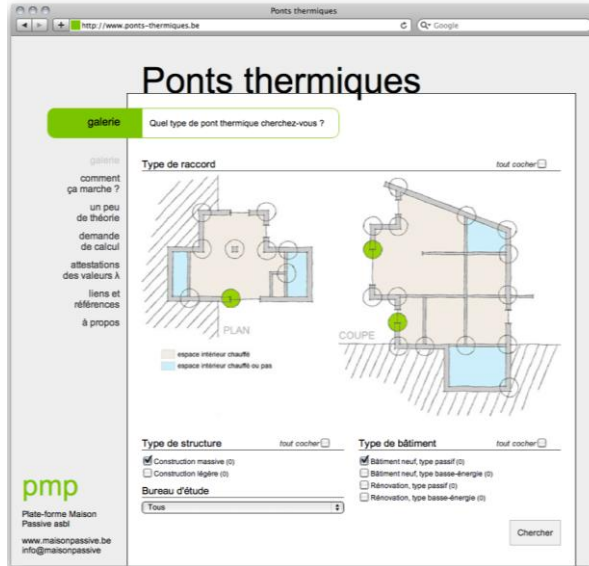 Ponts thermiques
http://www.ponts-thermiques.be
Google
Ponts thermiques
galerie
Quel type de pont thermique cherchez-vous ?
galerie
comment
ça marche ?
un peu
de théorie
demande
de calcul
attestations
des valeurs λ
liens et
références
à propos
Type de raccord
tout cocher
PLAN
COUPE
espace intérieur chauffé
espace intérieur chauffé ou pas
Type de structure
tout cocher
Construction massive (0)
Construction légère (0)
Bureau d'étude
Tous
Type de bâtiment
tout cocher
Bâtiment neuf, type passif (0)
Bâtiment neuf, type basse-énergie (0)
Rénovation, type passif (0)
Rénovation, type basse-énergie (0)
Chercher
pmp
Plate-forme Maison
Passive asbl
www.maisonpassive.be
info@maisonpassive